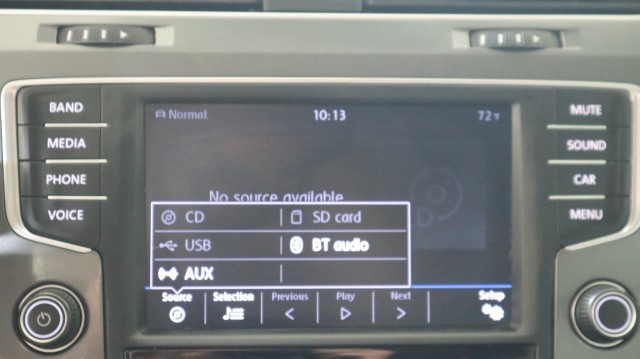 BAND
MEDIA
PHONE
VOICE
MUTE
SOUND
CAR
MENU
Normal 10:13 72°F
No source available
CD SD card
USB BT audio
AUX
Source Selection Previous Play Next Setup